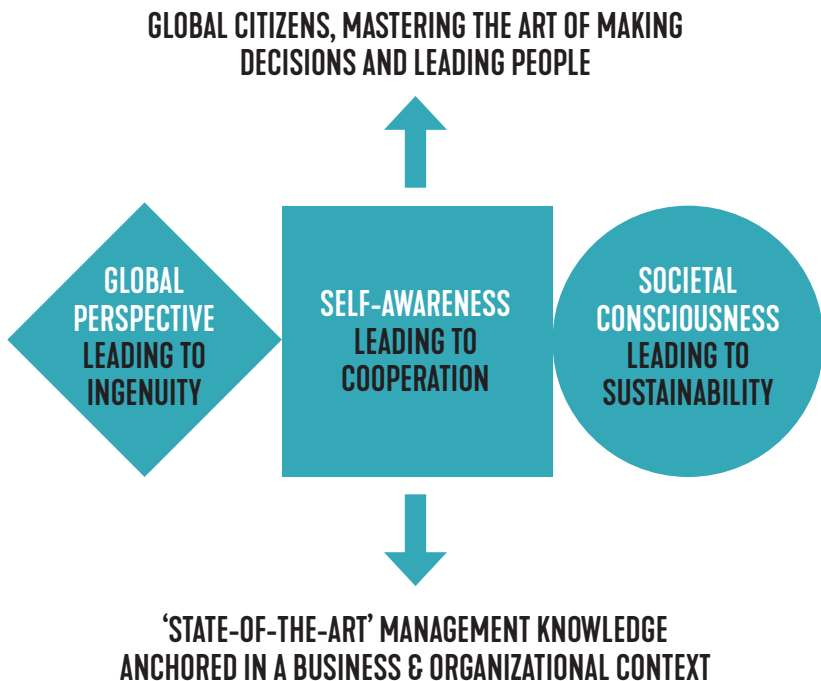 GLOBAL CITIZENS, MASTERING THE ART OF MAKING
DECISIONS AND LEADING PEOPLE
GLOBAL
PERSPECTIVE
LEADING TO
INGENUITY
SELF-AWARENESS
LEADING TO
COOPERATION
SOCIETAL
CONSCIOUSNESS
LEADING TO
SUSTAINABILITY
‘STATE-OF-THE-ART’ MANAGEMENT KNOWLEDGE
ANCHORED IN A BUSINESS & ORGANIZATIONAL CONTEXT